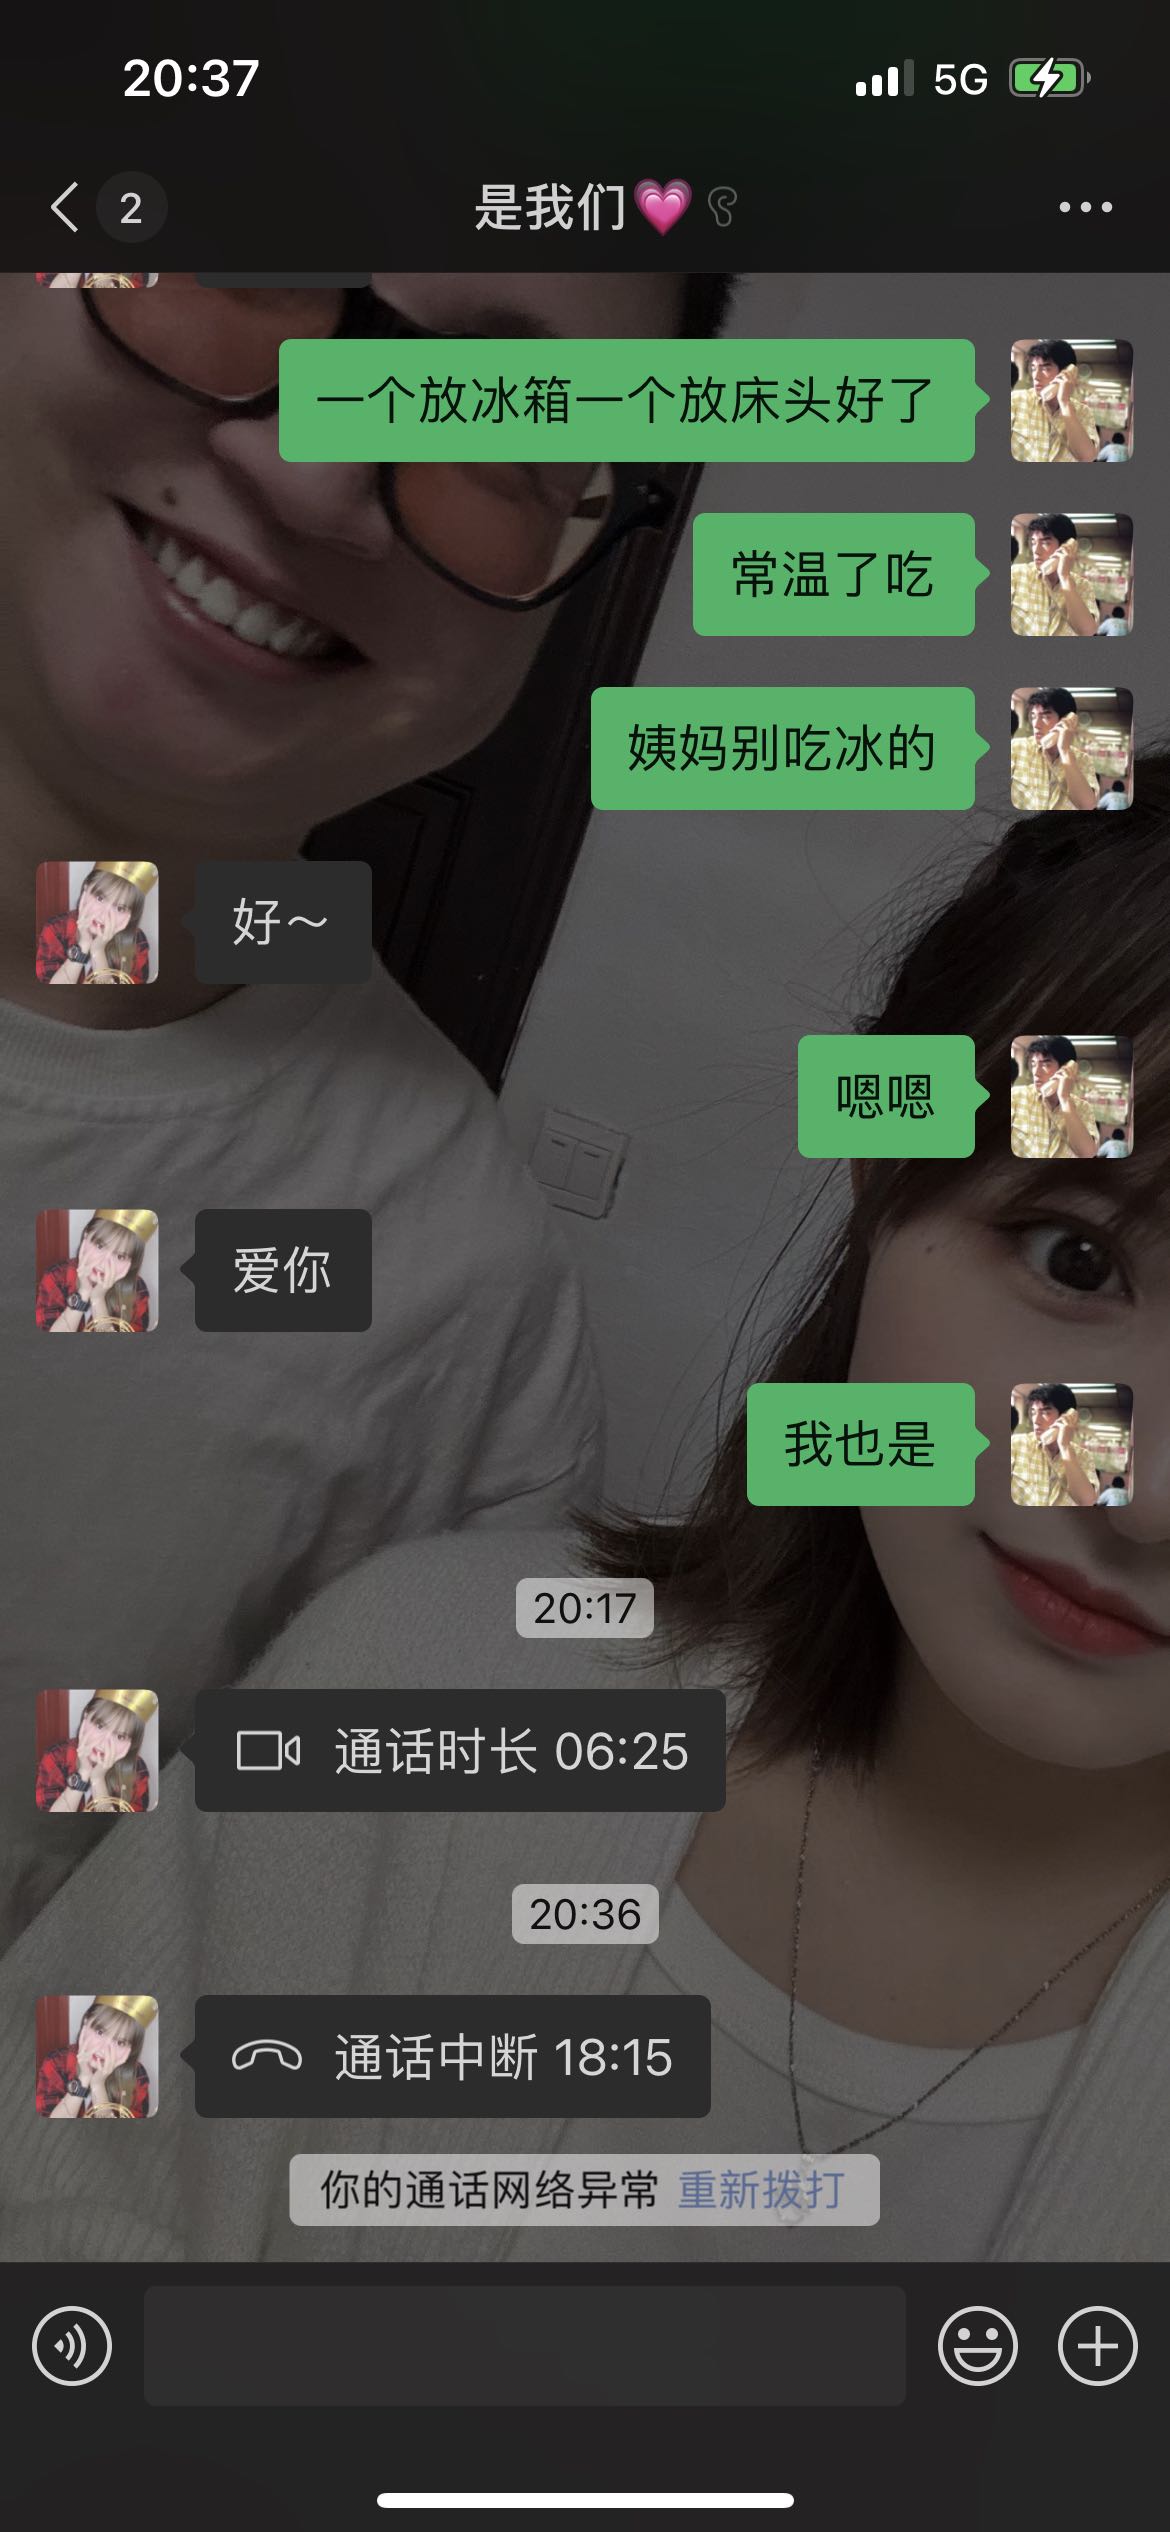 20:37
5G
2
是我们💗
一个放冰箱一个放床头好了
常温了吃
姨妈别吃冰的
好～
嗯嗯
爱你
我也是
20:17
通话时长 06:25
20:36
通话中断 18:15
你的通话网络异常 重新拨打